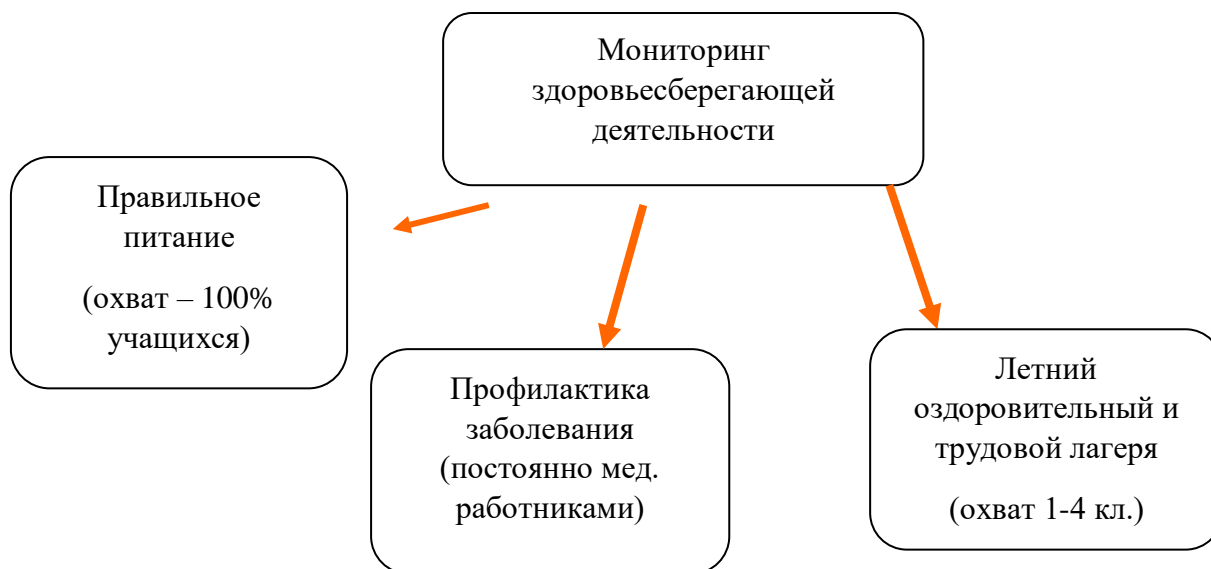 Мониторинг
здоровьесберегающей
деятельности
Правильное
питание
(охват – 100%
учащихся)
Профилактика
заболевания
(постоянно мед.
работниками)
Летний
оздоровительный и
трудовой лагеря
(охват 1-4 кл.)